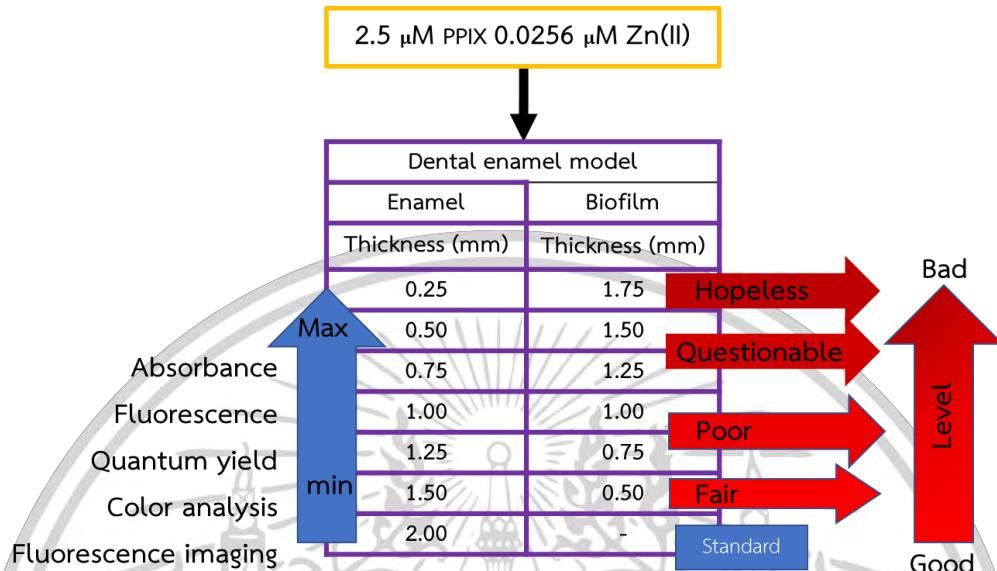 2.5 μM PPIX 0.0256 μM Zn(II)
Dental enamel model
Enamel Biofilm
Thickness (mm) Thickness (mm)
Bad
0.25 1.75 Hopeless
Max 0.50 1.50
Questionable
Absorbance 0.75 1.25
Fluorescence 1.00 1.00
Poor
Level
Quantum yield 1.25 0.75
min 1.50 0.50 Fair
Color analysis
2.00 - Standard
Fluorescence imaging Good